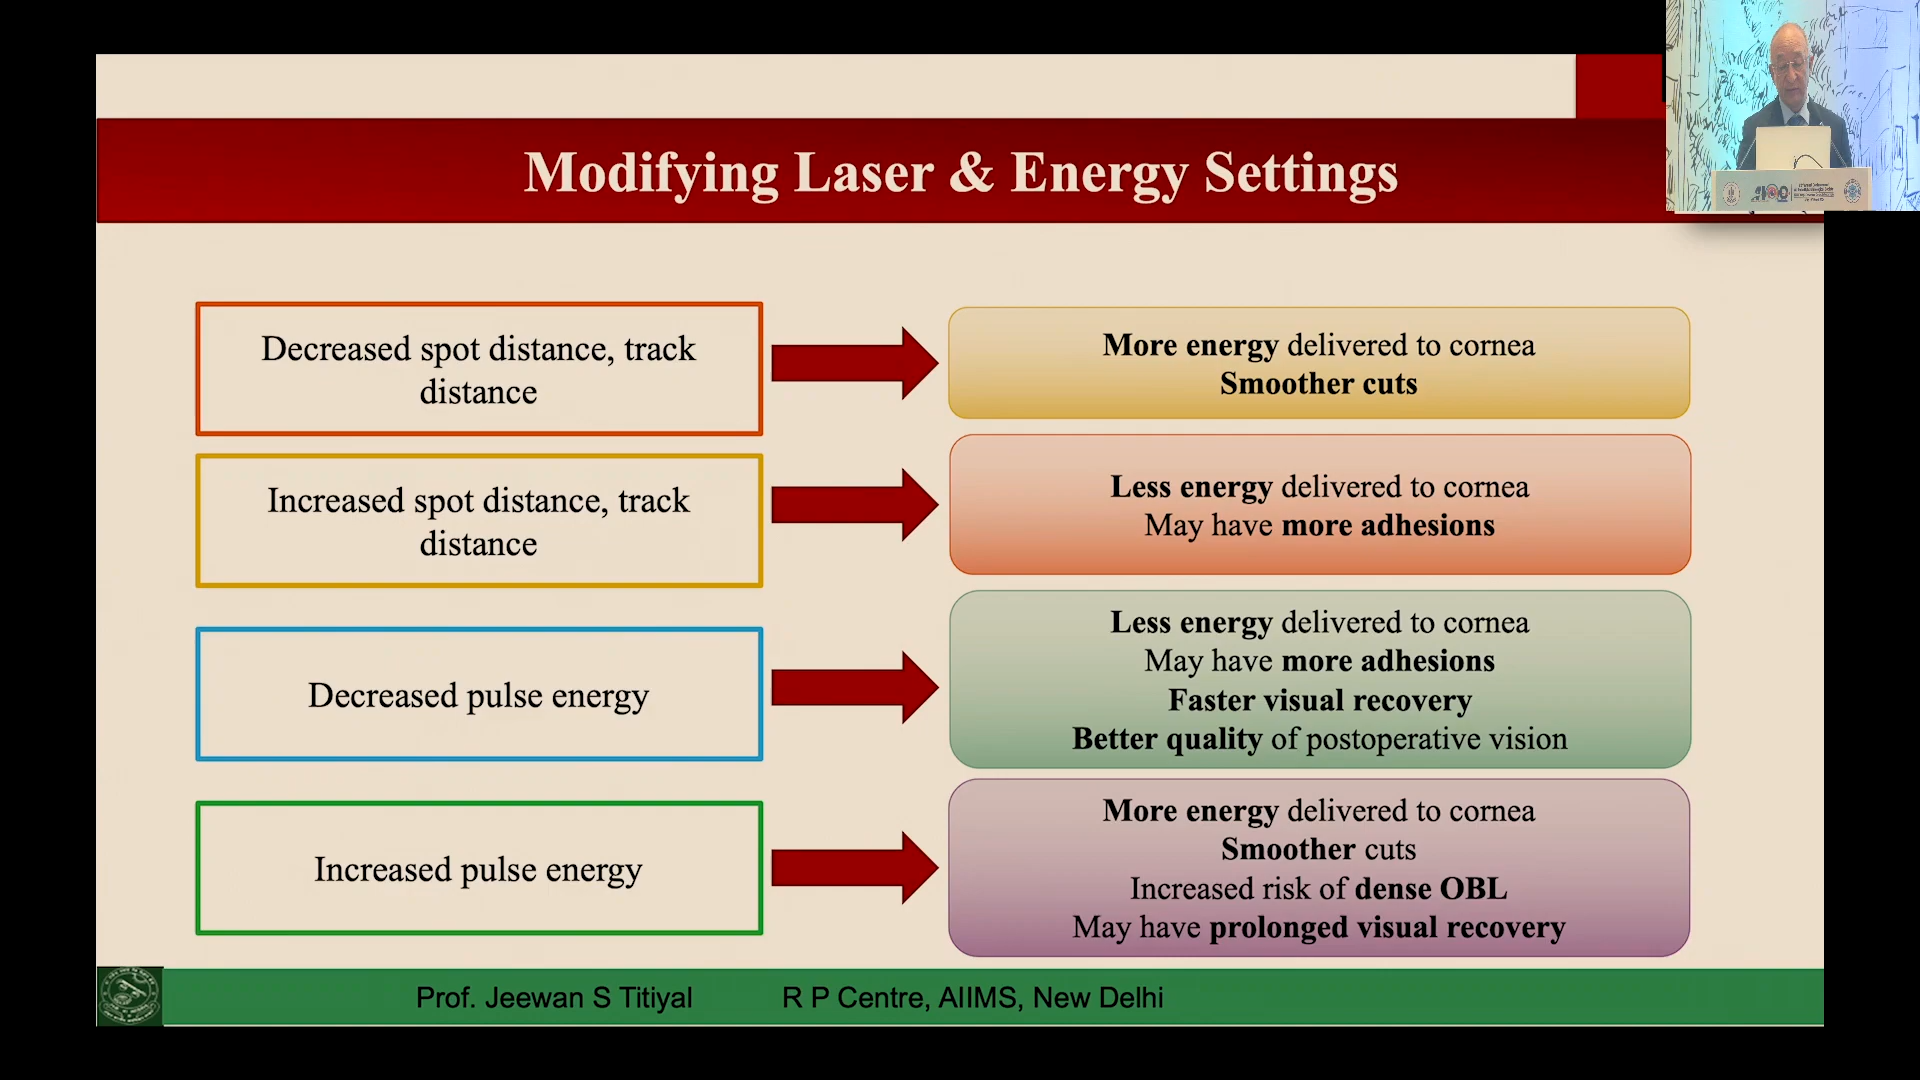 Modifying Laser & Energy Settings
Decreased spot distance, track
distance
More energy delivered to cornea
Smoother cuts
Increased spot distance, track
distance
Less energy delivered to cornea
May have more adhesions
Decreased pulse energy
Less energy delivered to cornea
May have more adhesions
Faster visual recovery
Better quality of postoperative vision
Increased pulse energy
More energy delivered to cornea
Smoother cuts
Increased risk of dense OBL
May have prolonged visual recovery
Prof. Jeewan S Titiyal
R P Centre, AIIMS, New Delhi